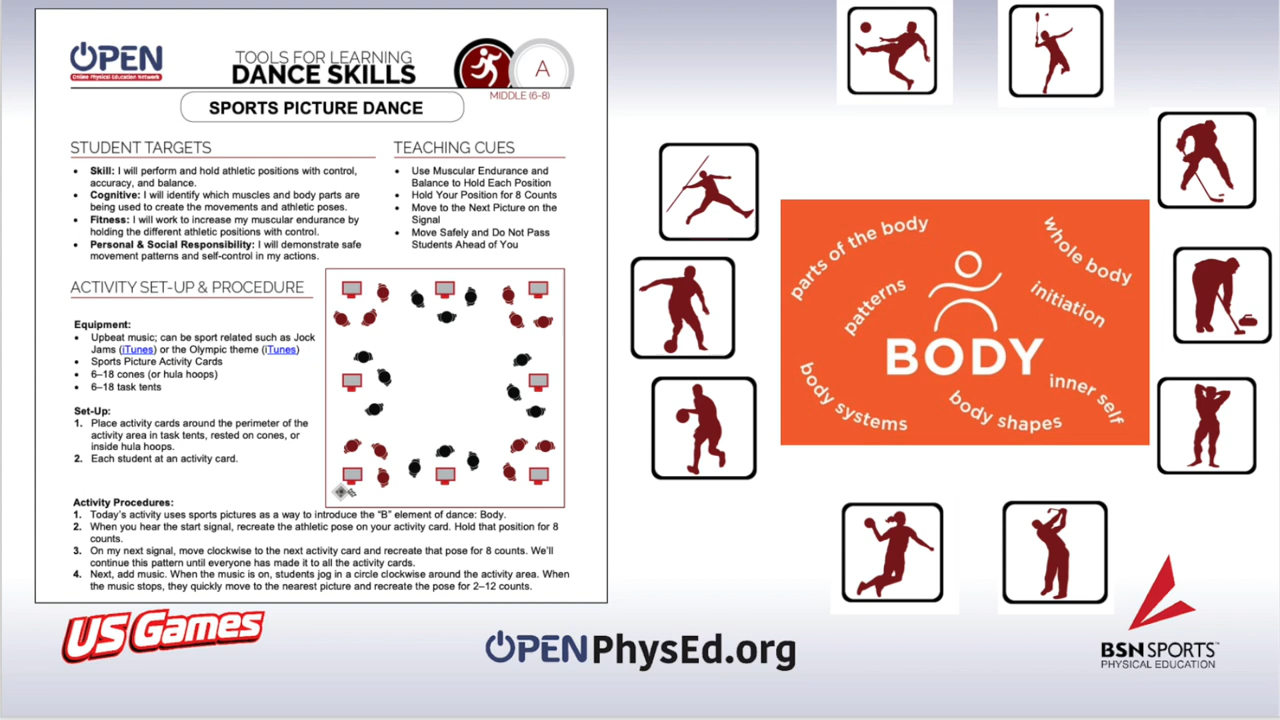 OPEN
Online Physical Education Network
TOOLS FOR LEARNING
DANCE SKILLS
A
MIDDLE (6-8)
SPORTS PICTURE DANCE
STUDENT TARGETS
• Skill: I will perform and hold athletic positions with control,
accuracy, and balance.
• Cognitive: I will identify which muscles and body parts are
being used to create the movements and athletic poses.
• Fitness: I will work to increase my muscular endurance by
holding the different athletic positions with control.
• Personal & Social Responsibility: I will demonstrate safe
movement patterns and self-control in my actions.
TEACHING CUES
• Use Muscular Endurance and
Balance to Hold Each Position
• Hold Your Position for 8 Counts
• Move to the Next Picture on the
Signal
• Move Safely and Do Not Pass
Students Ahead of You
ACTIVITY SET-UP & PROCEDURE
Equipment:
• Upbeat music; can be sport related such as Jock
Jams (iTunes) or the Olympic theme (iTunes)
• Sports Picture Activity Cards
• 6–18 cones (or hula hoops)
• 6–18 task tents
Set-Up:
1. Place activity cards around the perimeter of the
activity area in task tents, rested on cones, or
inside hula hoops.
2. Each student at an activity card.
Activity Procedures:
1. Today's activity uses sports pictures as a way to introduce the "B" element of dance: Body.
2. When you hear the start signal, recreate the athletic pose on your activity card. Hold that position for 8
counts.
3. On my next signal, move clockwise to the next activity card and recreate that pose for 8 counts. We'll
continue this pattern until everyone has made it to all the activity cards.
4. Next, add music. When the music is on, students jog in a circle clockwise around the activity area. When
the music stops, they quickly move to the nearest picture and recreate the pose for 2–12 counts.
parts of the body
whole body
patterns
initiation
BODY
body systems
body shapes
inner self
US Games
OPENPhysEd.org
BSN SPORTS™
PHYSICAL EDUCATION